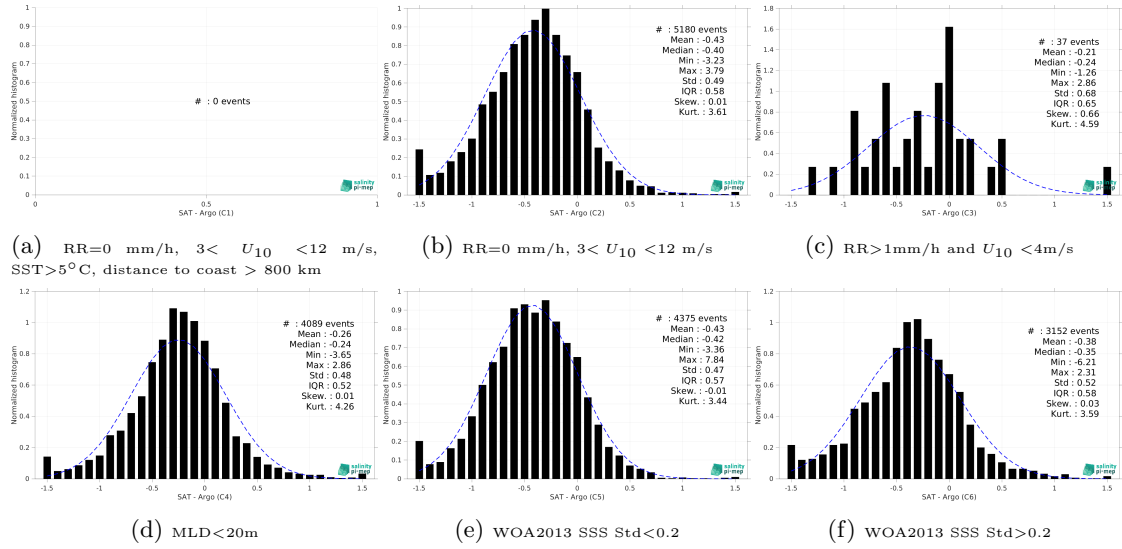 1
0.9
0.8
0.7
0.6
0.5
0.4
0.3
0.2
0.1
0
Normalized histogram
# : 0 events
salinity
pi-mep
0
0.5
1
SAT - Argo (C1)
(a) RR=0 mm/h, 3< U10 <12 m/s,
SST>5°C, distance to coast > 800 km
1
0.9
0.8
0.7
0.6
0.5
0.4
0.3
0.2
0.1
0
Normalized histogram
# : 5180 events
Mean : -0.43
Median : -0.40
Min : -3.23
Max : 3.79
Std : 0.49
IQR : 0.58
Skew. : 0.01
Kurt. : 3.61
salinity
pi-mep
-1.5
-1
-0.5
0
0.5
1
1.5
SAT - Argo (C2)
(b) RR=0 mm/h, 3< U10 <12 m/s
1.8
1.6
1.4
1.2
1
0.8
0.6
0.4
0.2
0
Normalized histogram
# : 37 events
Mean : -0.21
Median : -0.24
Min : -1.26
Max : 2.86
Std : 0.68
IQR : 0.65
Skew. : 0.66
Kurt. : 4.59
salinity
pi-mep
-1.5
-1
-0.5
0
0.5
1
1.5
SAT - Argo (C3)
(c) RR>1mm/h and U10 <4m/s
1.2
1
0.8
0.6
0.4
0.2
0
Normalized histogram
# : 4089 events
Mean : -0.26
Median : -0.24
Min : -3.65
Max : 2.86
Std : 0.48
IQR : 0.52
Skew. : 0.01
Kurt. : 4.26
salinity
pi-mep
-1.5
-1
-0.5
0
0.5
1
1.5
SAT - Argo (C4)
(d) MLD<20m
1
0.9
0.8
0.7
0.6
0.5
0.4
0.3
0.2
0.1
0
Normalized histogram
# : 4375 events
Mean : -0.43
Median : -0.42
Min : -3.36
Max : 7.84
Std : 0.47
IQR : 0.57
Skew. : -0.01
Kurt. : 3.44
salinity
pi-mep
-1.5
-1
-0.5
0
0.5
1
1.5
SAT - Argo (C5)
(e) WOA2013 SSS Std<0.2
1.2
1
0.8
0.6
0.4
0.2
0
Normalized histogram
# : 3152 events
Mean : -0.38
Median : -0.35
Min : -6.21
Max : 2.31
Std : 0.52
IQR : 0.58
Skew. : 0.03
Kurt. : 3.59
salinity
pi-mep
-1.5
-1
-0.5
0
0.5
1
1.5
SAT - Argo (C6)
(f) WOA2013 SSS Std>0.2